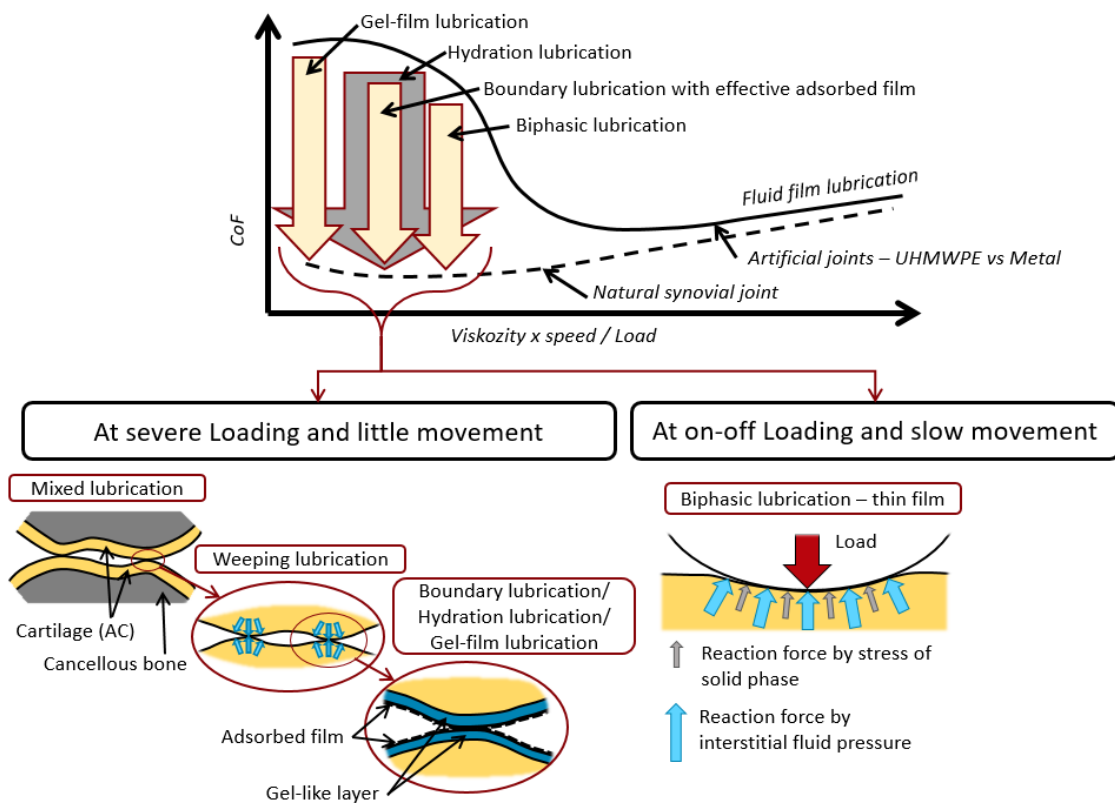 Gel-film lubrication
Hydration lubrication
Boundary lubrication with effective adsorbed film
Biphasic lubrication
CoF
Fluid film lubrication
Artificial joints – UHMWPE vs Metal
Natural synovial joint
Viskozity x speed / Load
At severe Loading and little movement
At on-off Loading and slow movement
Mixed lubrication
Cartilage (AC)
Cancellous bone
Weeping lubrication
Boundary lubrication/
Hydration lubrication/
Gel-film lubrication
Adsorbed film
Gel-like layer
Biphasic lubrication – thin film
Load
Reaction force by stress of
solid phase
Reaction force by
interstitial fluid pressure